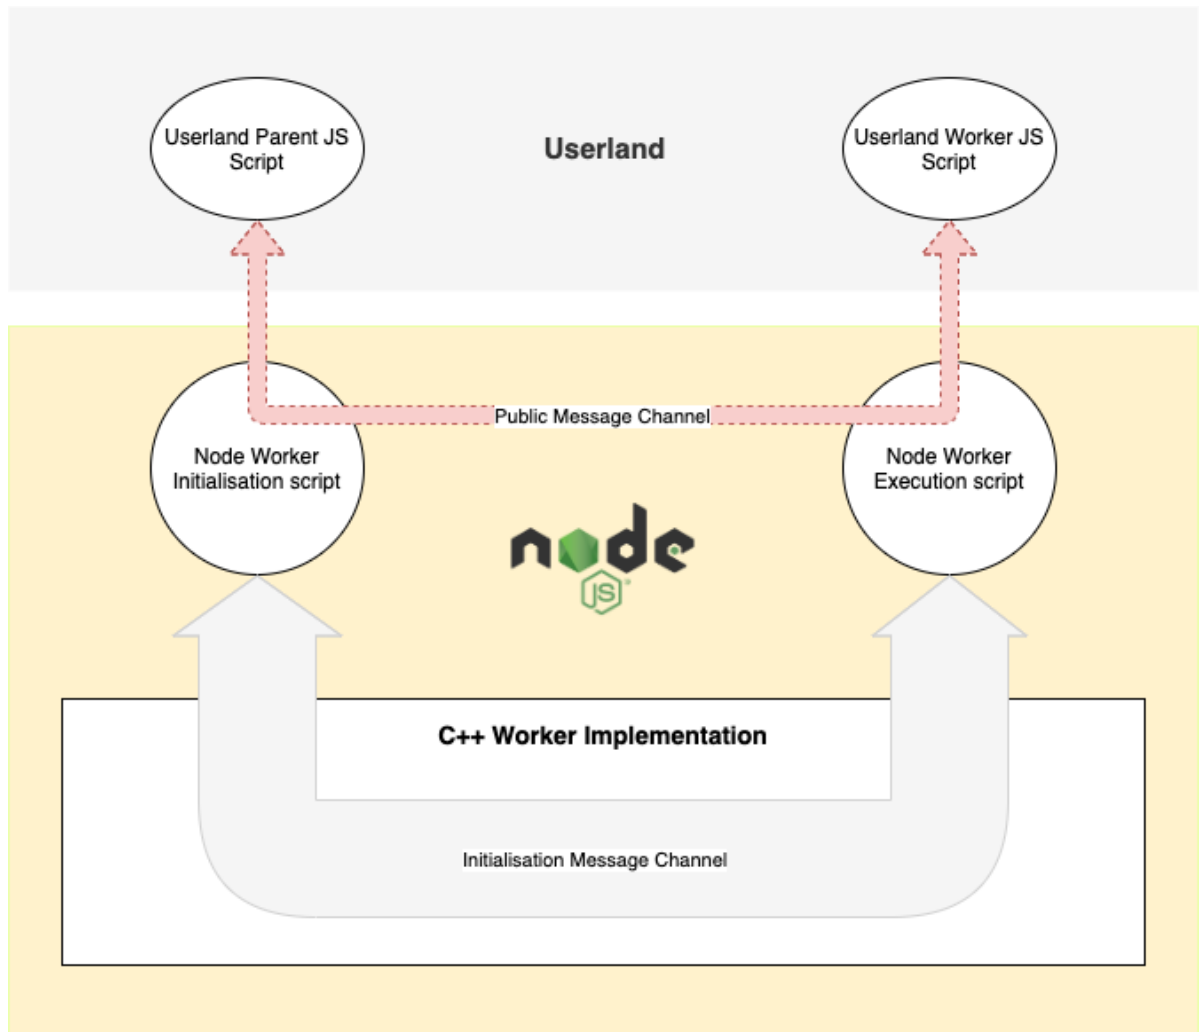 Userland Parent JS
Script
Userland
Userland Worker JS
Script
Public Message Channel
Node Worker
Initialisation script
Node Worker
Execution script
node
JS
C++ Worker Implementation
Initialisation Message Channel